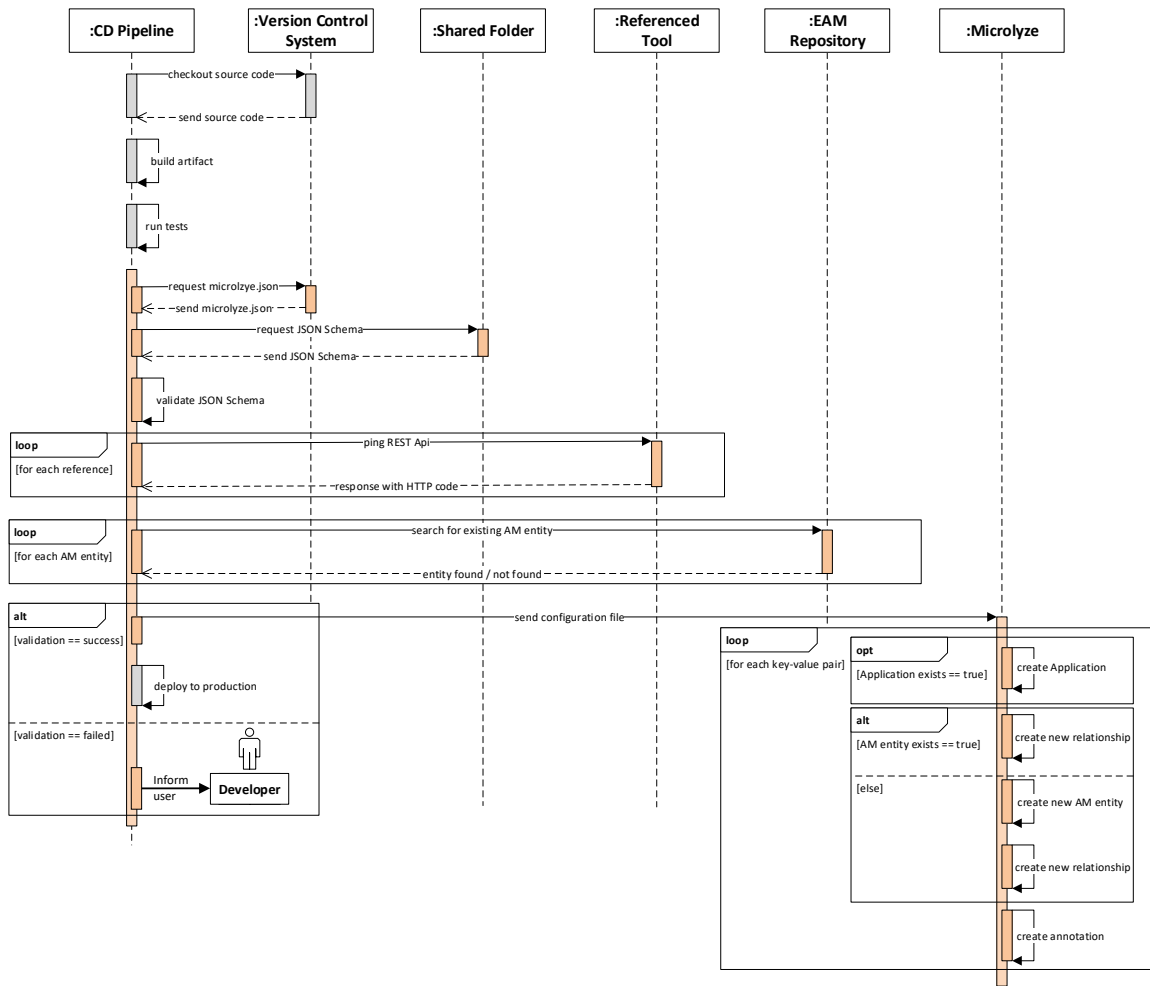 :CD Pipeline
:Version Control
System
:Shared Folder
:Referenced
Tool
:EAM
Repository
:Microlyze
checkout source code
send source code
build artifact
run tests
request microlzye.json
send microlyze.json
request JSON Schema
send JSON Schema
validate JSON Schema
loop
[for each reference]
ping REST Api
response with HTTP code
loop
[for each AM entity]
search for existing AM entity
entity found / not found
alt
[validation == success]
send configuration file
deploy to production
[validation == failed]
Inform
user
Developer
loop
[for each key-value pair]
opt
[Application exists == true]
create Application
alt
[AM entity exists == true]
create new relationship
[else]
create new AM entity
create new relationship
create annotation